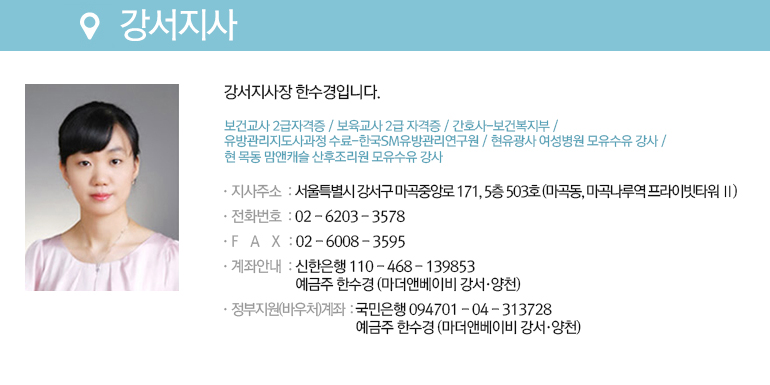 강서지사
강서지사장 한수경입니다.
보건교사 2급자격증 / 보육교사 2급 자격증 / 간호사-보건복지부 /
유방관리지도사과정 수료-한국SM유방관리연구원 / 현유광사 여성병원 모유수유 강사 /
현 목동 맘앤캐슬 산후조리원 모유수유 강사
· 지사주소 : 서울특별시 강서구 마곡중앙로 171, 5층 503호 (마곡동, 마곡나루역 프라이빗타워 Ⅱ)
· 전화번호 : 02 - 6203 - 3578
· F A X : 02 - 6008 - 3595
· 계좌안내 : 신한은행 110 - 468 - 139853
예금주 한수경 (마더앤베이비 강서·양천)
· 정부지원(바우처)계좌 : 국민은행 094701 - 04 - 313728
예금주 한수경 (마더앤베이비 강서·양천)